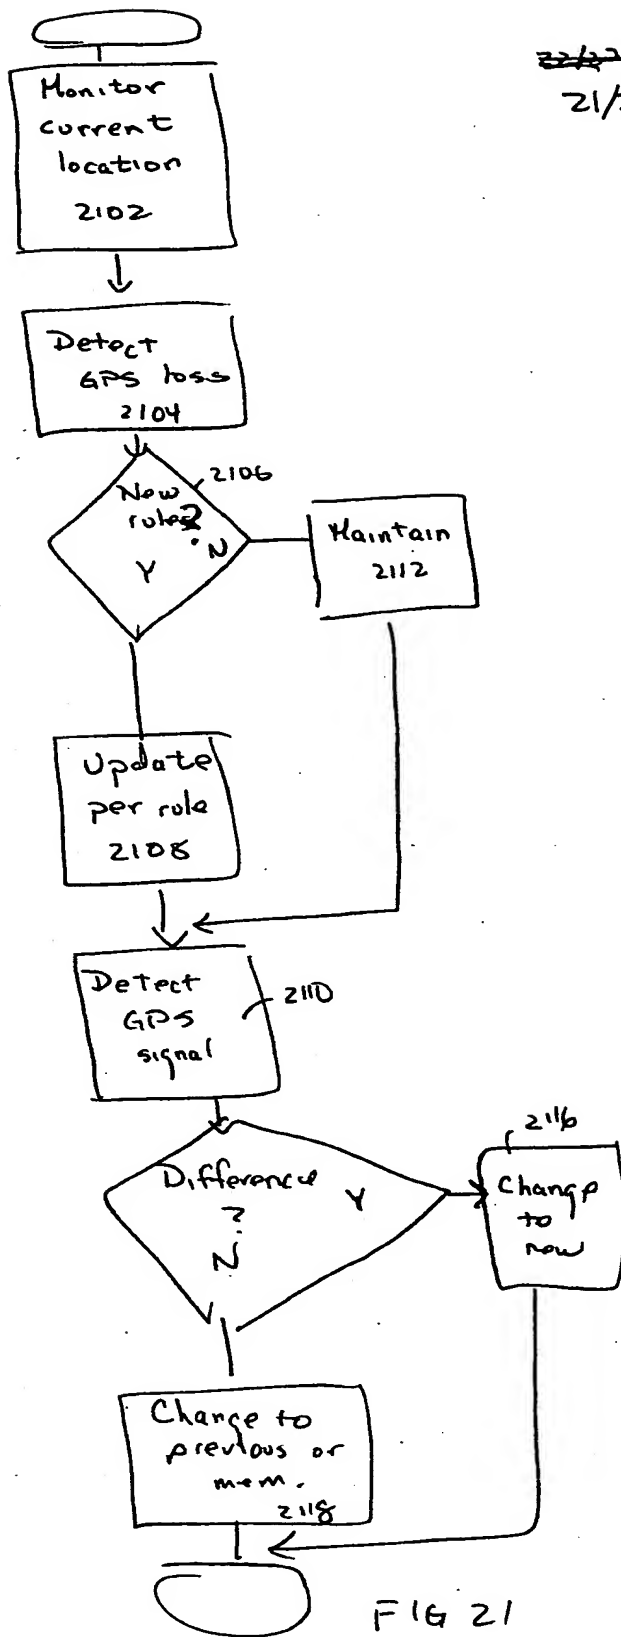 21/
Monitor
current
location
2102
Detect
GPS loss
2104
2106
New
rules?
N
Y
Maintain
2112
Update
per rule
2108
Detect
GPS
signal
2110
Difference
?
Y
N
2116
Change
to
new
Change to
previous or
mem.
2118
FIG 21